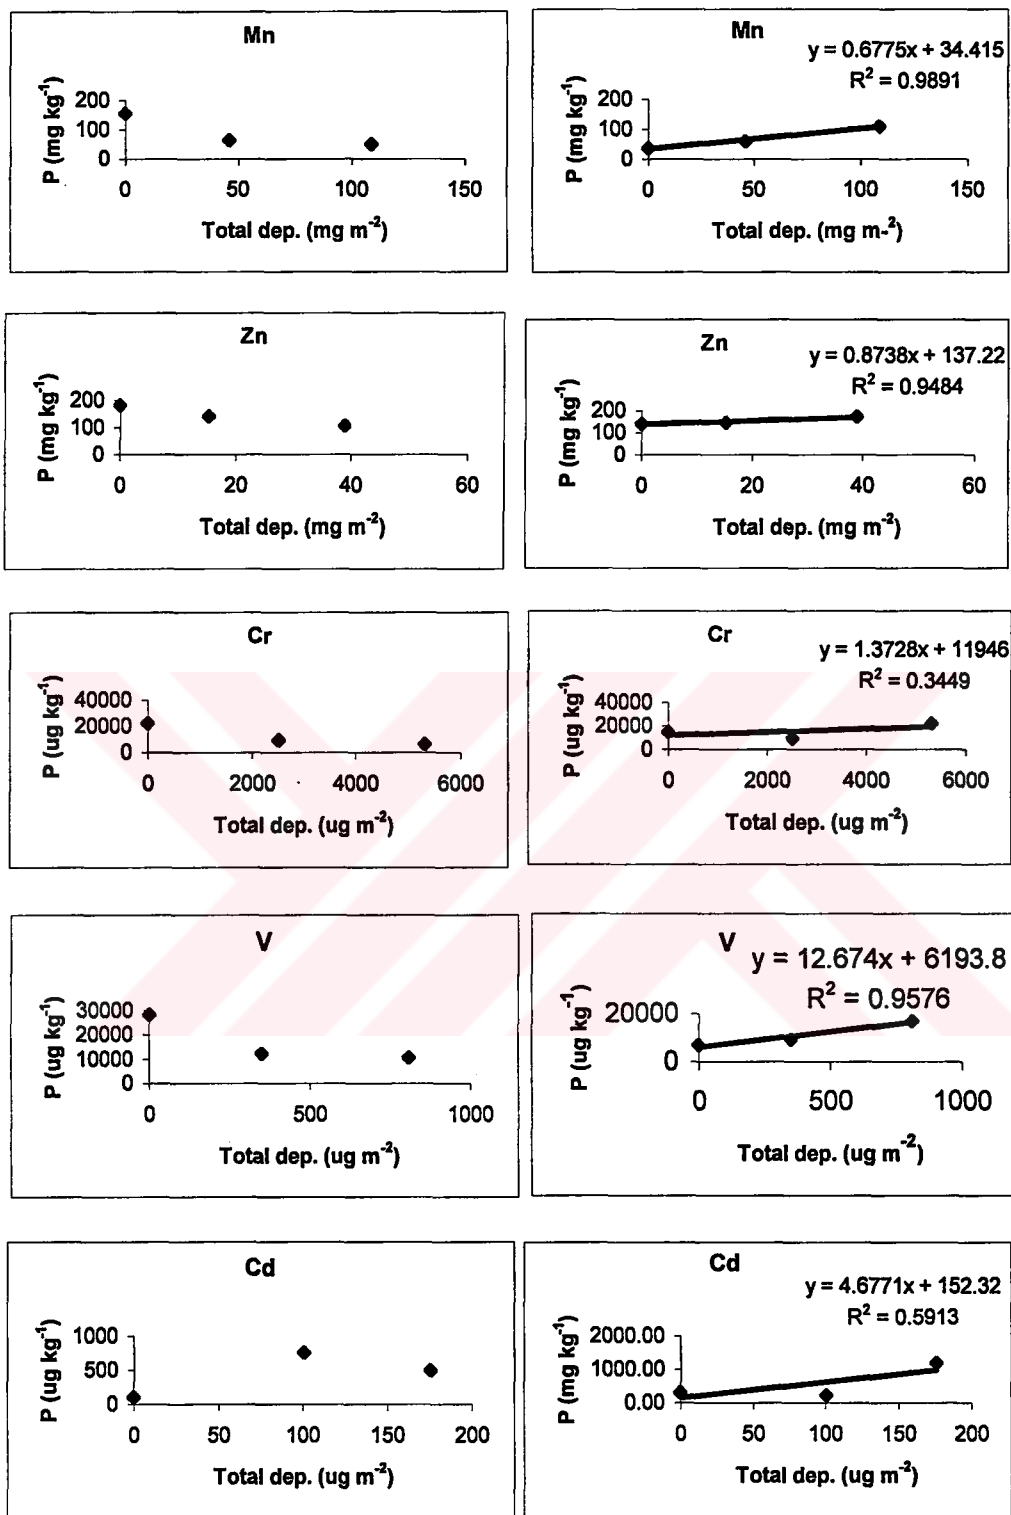 Mn
P (mg kg⁻¹)
200
100
0
0 50 100 150
Total dep. (mg m⁻²)
Mn
y = 0.6775x + 34.415
R² = 0.9891
P (mg kg⁻¹)
200
100
0
0 50 100 150
Total dep. (mg m-²)
Zn
P (mg kg⁻¹)
200
100
0
0 20 40 60
Total dep. (mg m⁻²)
Zn
y = 0.8738x + 137.22
R² = 0.9484
P (mg kg⁻¹)
200
100
0
0 20 40 60
Total dep. (mg m⁻²)
Cr
P (ug kg⁻¹)
40000
20000
0
0 2000 4000 6000
Total dep. (ug m⁻²)
Cr
y = 1.3728x + 11946
R² = 0.3449
P (ug kg⁻¹)
40000
20000
0
0 2000 4000 6000
Total dep. (ug m⁻²)
V
P (ug kg⁻¹)
30000
20000
10000
0
0 500 1000
Total dep. (ug m⁻²)
V
y = 12.674x + 6193.8
R² = 0.9576
P (ug kg⁻¹)
20000
0
0 500 1000
Total dep. (ug m⁻²)
Cd
P (ug kg⁻¹)
1000
500
0
0 50 100 150 200
Total dep. (ug m⁻²)
Cd
y = 4.6771x + 152.32
R² = 0.5913
P (mg kg⁻¹)
2000.00
1000.00
0.00
0 50 100 150 200
Total dep. (ug m⁻²)